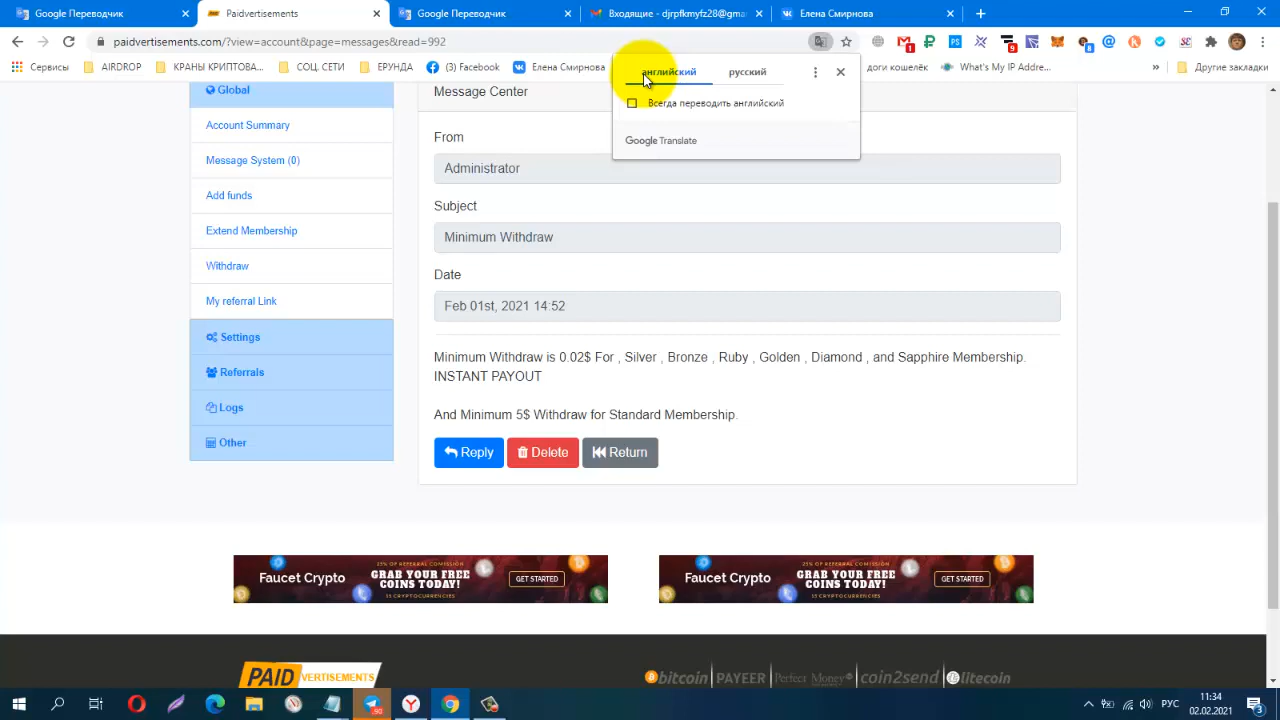 Google Переводчик
Paidvertisements
Google Переводчик
Входящие - djrpfkmyfz28@gma
Елена Смирнова
paidvertisements.com/?view=account&page=messages&read=992
Сервисы
AIRDROP
КРАНЫ КРИПТОВА...
СОЦ. СЕТИ
ЕРУНДА
(3) Facebook
Елена Смирнова
доги кошелёк
What's My IP Addre...
»
Другие закладки
английский
русский
Всегда переводить английский
Google Translate
Global
Account Summary
Message System (0)
Add funds
Extend Membership
Withdraw
My referral Link
Settings
Referrals
Logs
Other
Message Center
From
Administrator
Subject
Minimum Withdraw
Date
Feb 01st, 2021 14:52
Minimum Withdraw is 0.02$ For , Silver , Bronze , Ruby , Golden , Diamond , and Sapphire Membership.
INSTANT PAYOUT
And Minimum 5$ Withdraw for Standard Membership.
Reply
Delete
Return
Faucet Crypto
25% OF REFERRAL COMISSION
GRAB YOUR FREE
COINS TODAY!
15 CRYPTOCURRENCIES
GET STARTED
Faucet Crypto
25% OF REFERRAL COMISSION
GRAB YOUR FREE
COINS TODAY!
15 CRYPTOCURRENCIES
GET STARTED
PAIDVERTISEMENTS
bitcoin
PAYEER
Perfect Money
coin2send
litecoin
РУС
11:34
02.02.2021